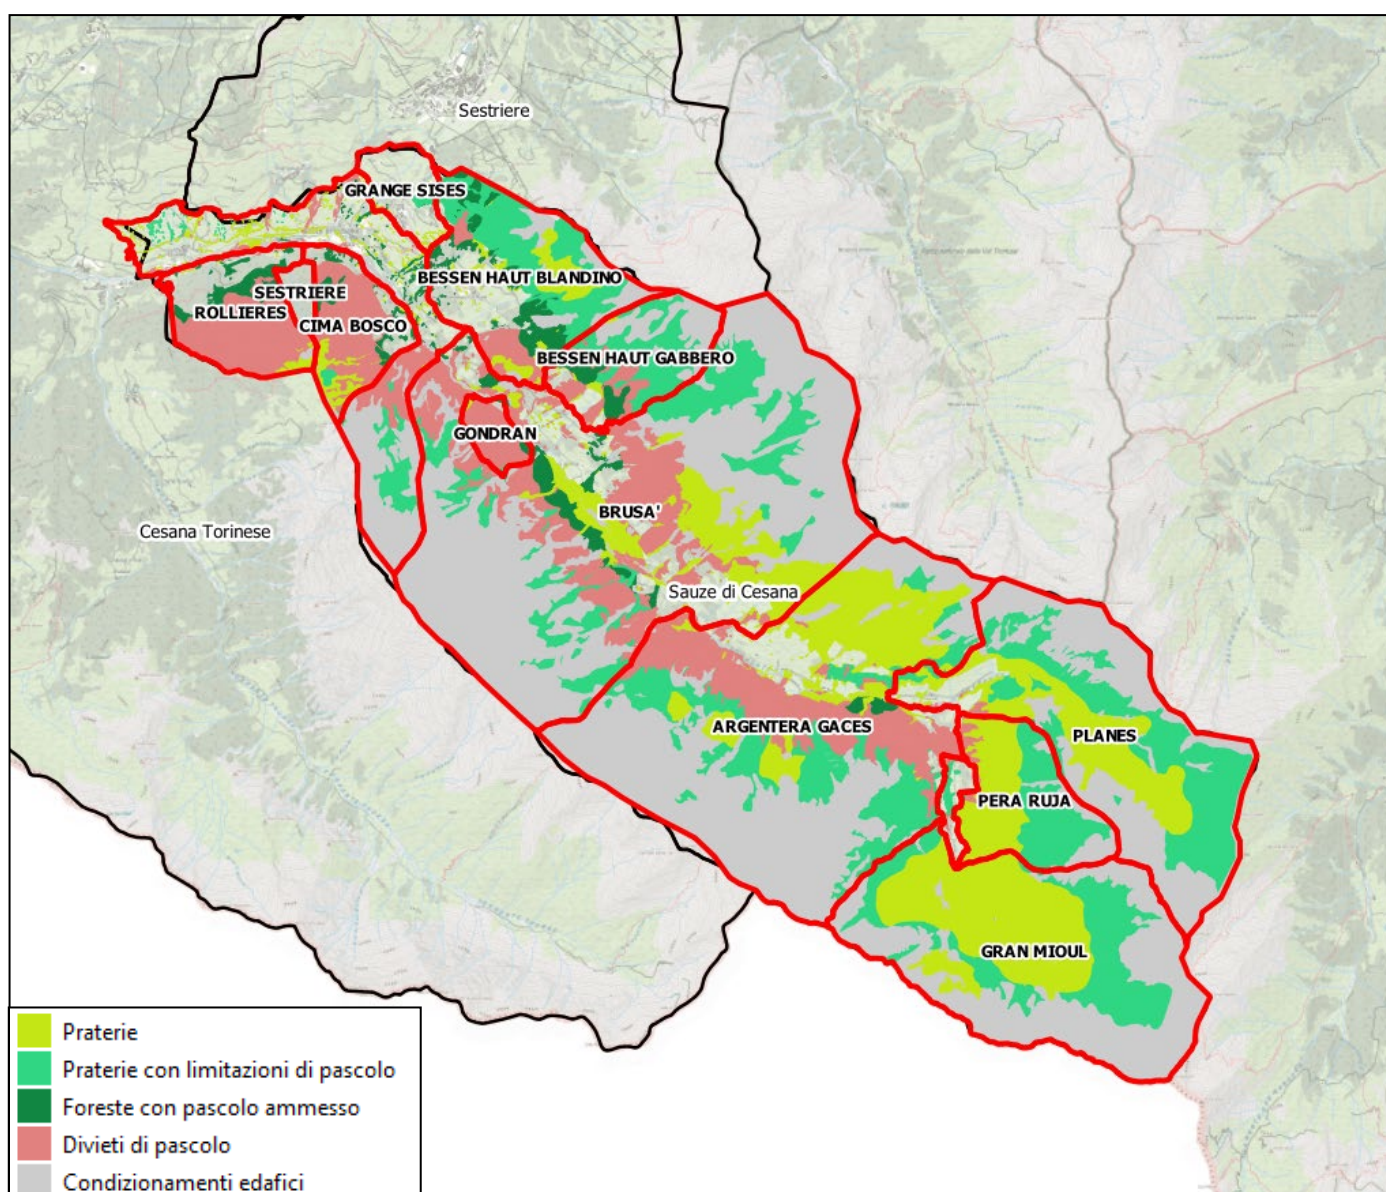 Sestriere
GRANGE SISES
BESSEN HAUT BLANDINO
SESTRIERE
ROLLIERES
CIMA BOSCO
BESSEN HAUT GABBERO
GONDRAN
BRUSA'
Cesana Torinese
Sauze di Cesana
ARGENTERA GACES
PLANES
PERA RUJA
GRAN MIOUL
Praterie
Praterie con limitazioni di pascolo
Foreste con pascolo ammesso
Divieti di pascolo
Condizionamenti edafici